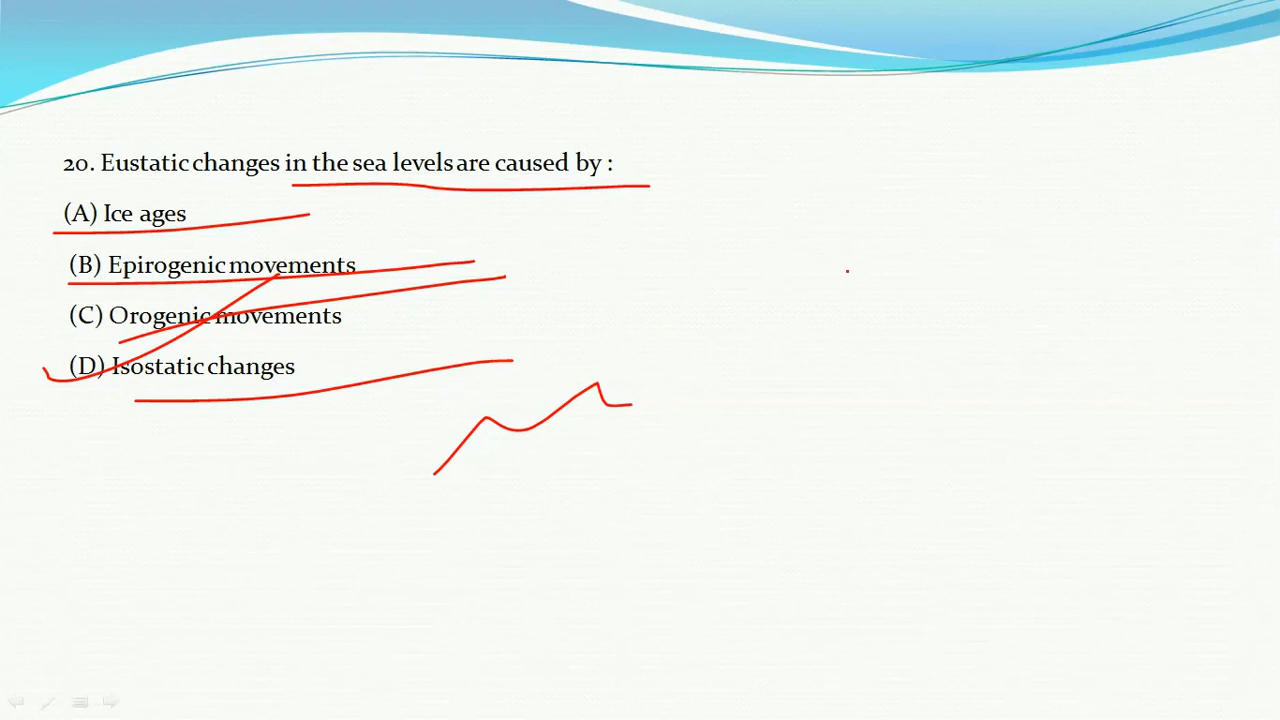 20. Eustatic changes in the sea levels are caused by :
(A) Ice ages
(B) Epirogenic movements
(C) Orogenic movements
(D) Isostatic changes